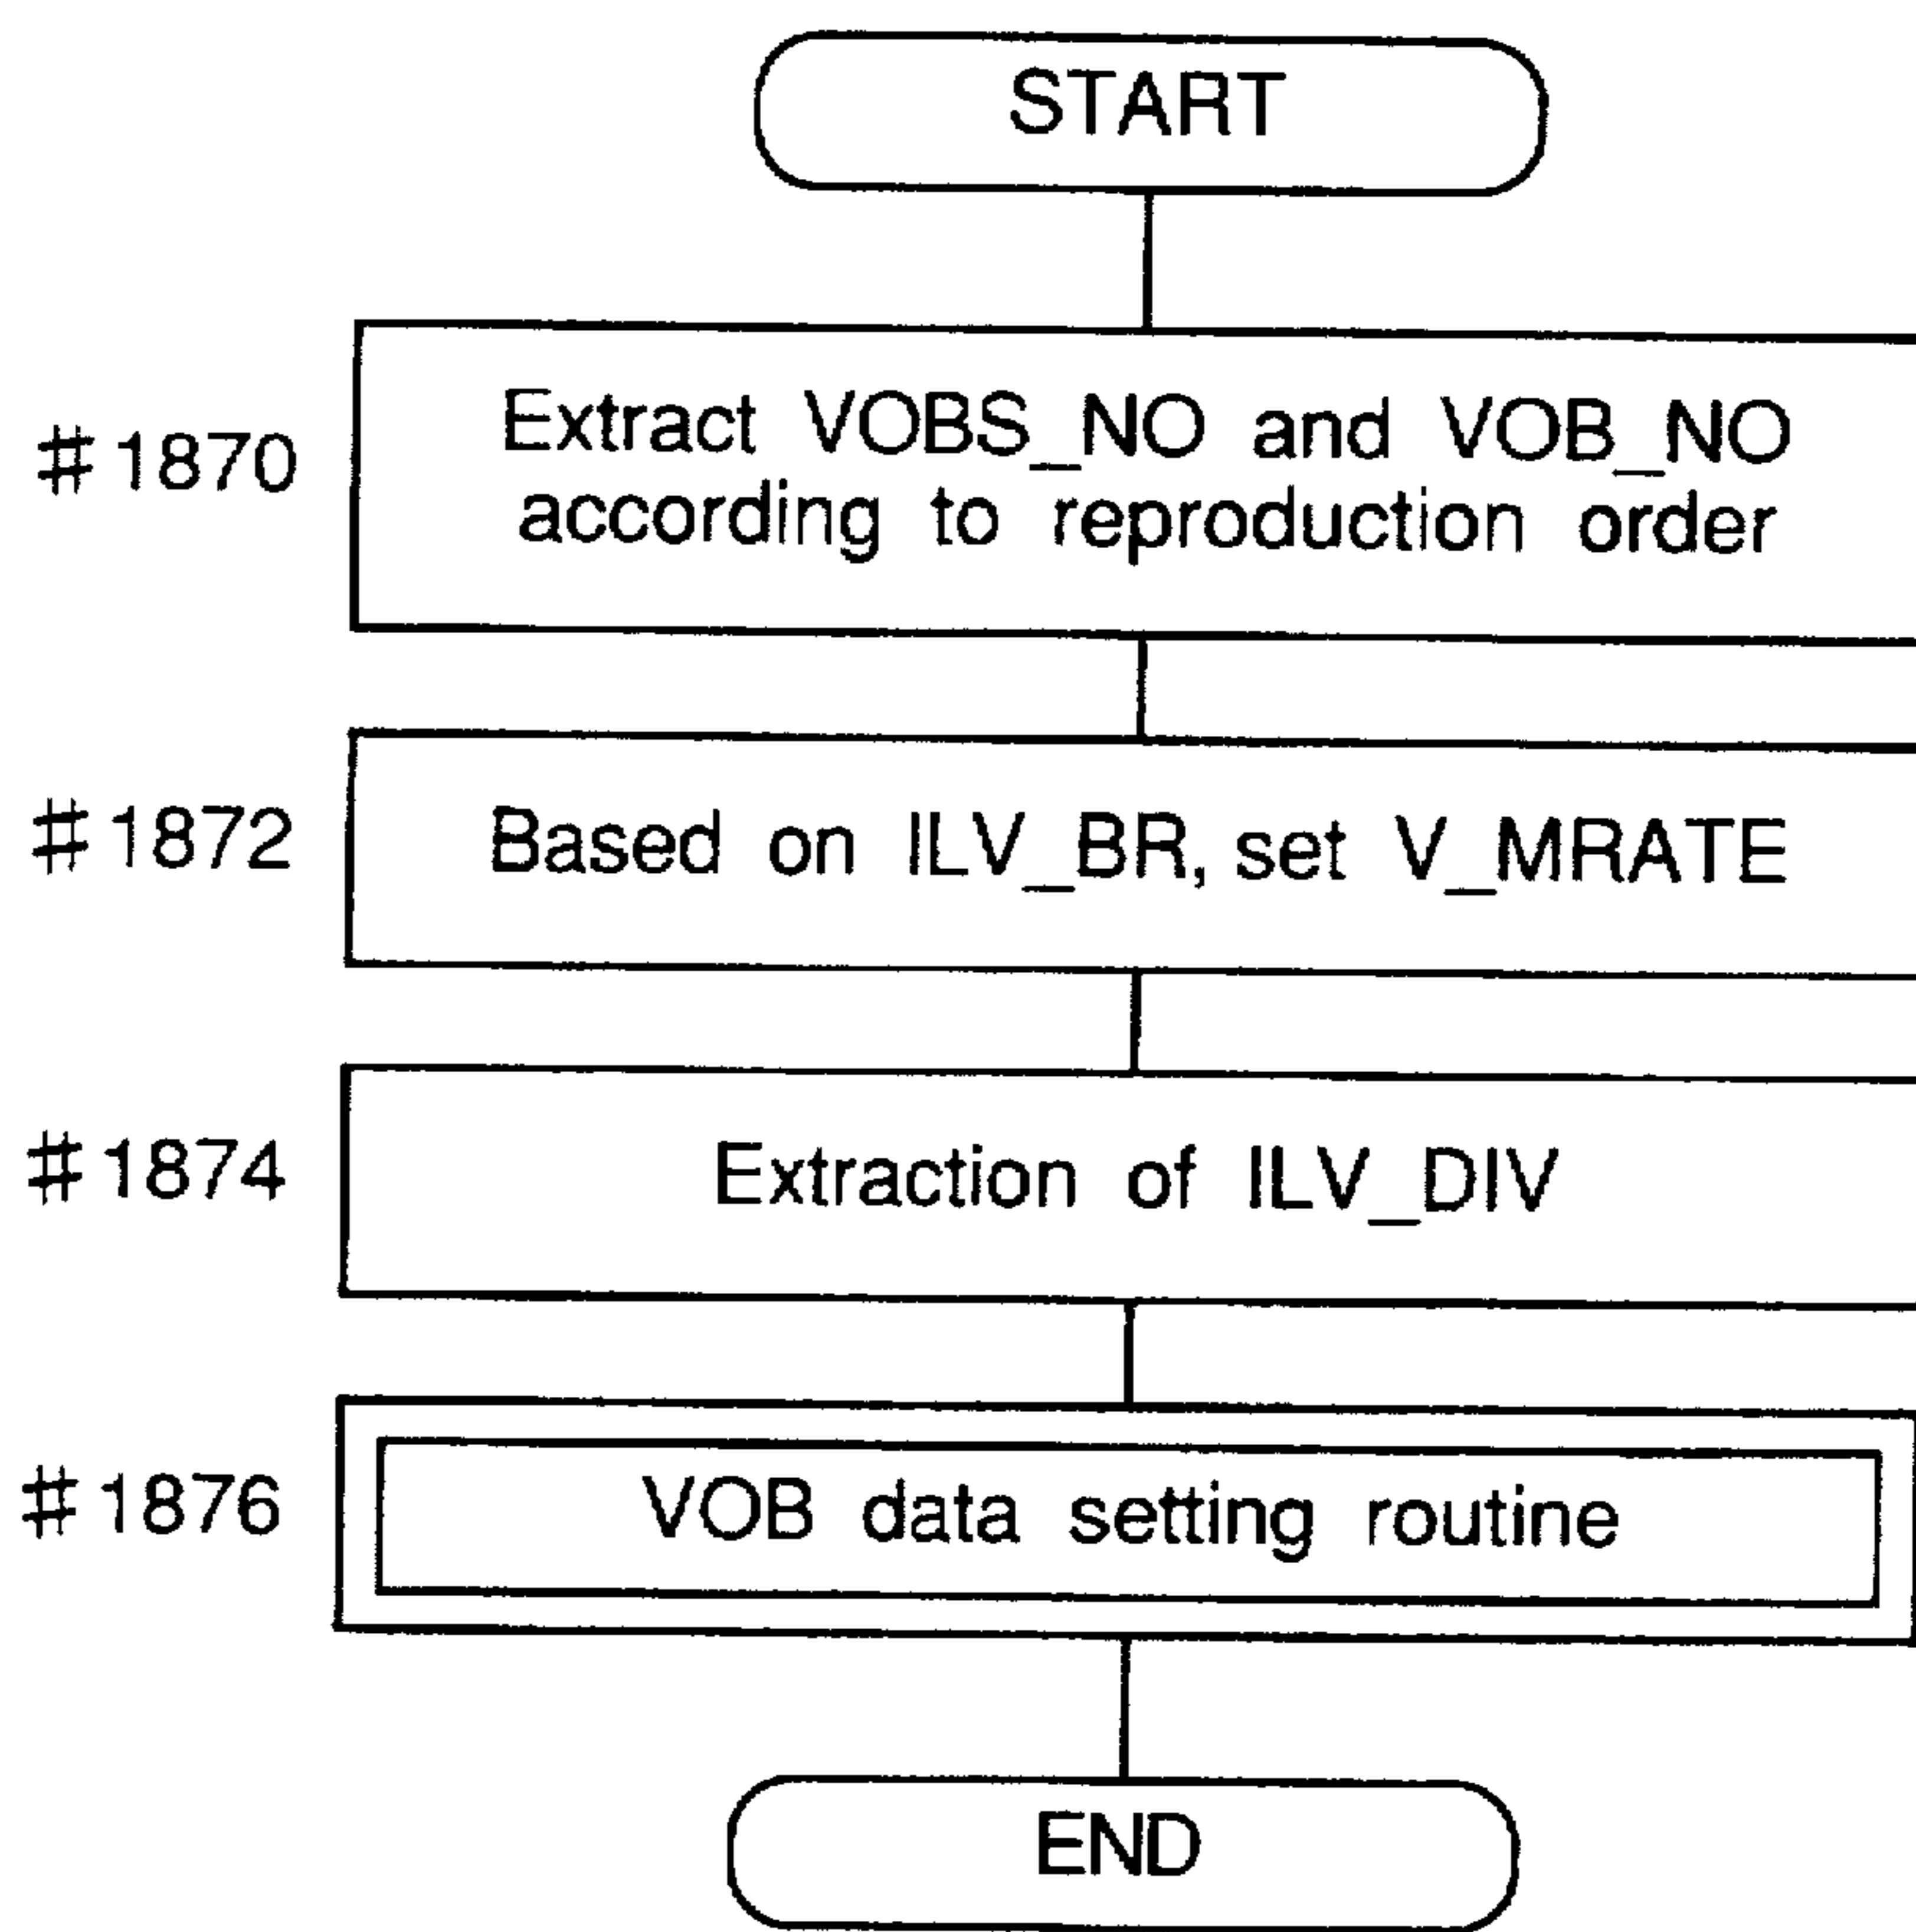 START
#1870
Extract VOBS_NO and VOB_NO
according to reproduction order
#1872
Based on ILV_BR, set V_MRATE
#1874
Extraction of ILV_DIV
#1876
VOB data setting routine
END